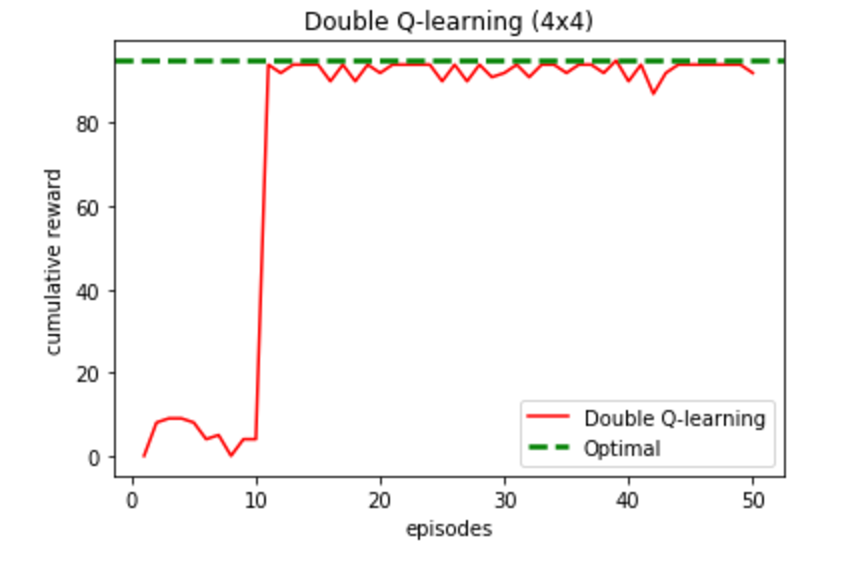 Double Q-learning (4x4)
cumulative reward
80
60
40
20
0
Double Q-learning
Optimal
0 10 20 30 40 50
episodes